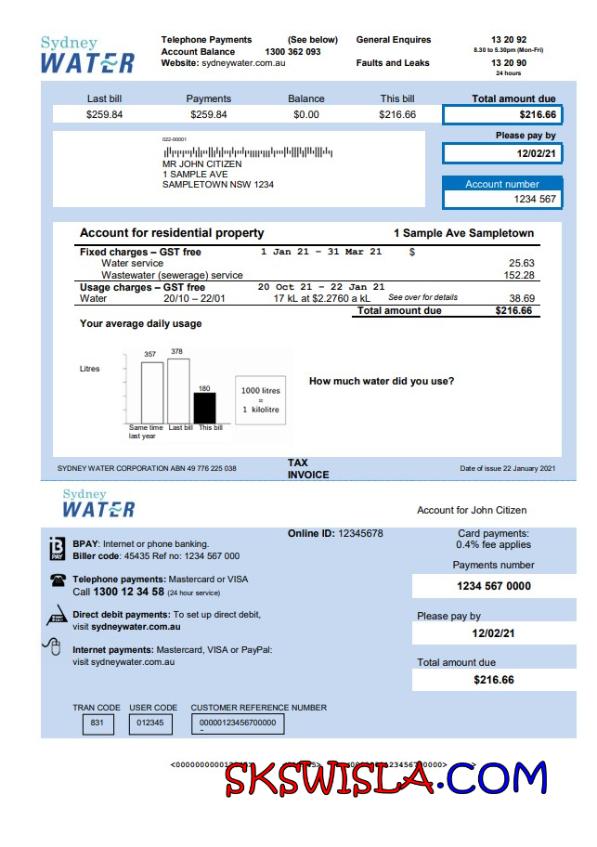 Sydney
WATER
Telephone Payments (See below)
Account Balance 1300 362 093
Website: sydneywater.com.au
General Enquires 13 20 92
8.30 to 5.30pm (Mon-Fri)
Faults and Leaks 13 20 90
24 hours
Last bill Payments Balance This bill Total amount due
$259.84 $259.84 $0.00 $216.66 $216.66
Please pay by
12/02/21
022-00001
MR JOHN CITIZEN
1 SAMPLE AVE
SAMPLETOWN NSW 1234
Account number
1234 567
Account for residential property 1 Sample Ave Sampletown
Fixed charges – GST free 1 Jan 21 – 31 Mar 21 $
Water service 25.63
Wastewater (sewerage) service 152.28
Usage charges – GST free 20 Oct 21 – 22 Jan 21
Water 20/10 – 22/01 17 kL at $2.2760 a kL See over for details 38.69
Total amount due $216.66
Your average daily usage
Litres
357 378 180
Same time last year
Last bill
This bill
1000 litres
=
1 kilolitre
How much water did you use?
SYDNEY WATER CORPORATION ABN 49 776 225 038
TAX
INVOICE
Date of issue 22 January 2021
Sydney
WATER
Account for John Citizen
Online ID: 12345678
Card payments:
0.4% fee applies
BPAY: Internet or phone banking.
Biller code: 45435 Ref no: 1234 567 000
Payments number
1234 567 0000
Telephone payments: Mastercard or VISA
Call 1300 12 34 58 (24 hour service)
Direct debit payments: To set up direct debit,
visit sydneywater.com.au
Please pay by
12/02/21
Internet payments: Mastercard, VISA or PayPal:
visit sydneywater.com.au
Total amount due
$216.66
TRAN CODE USER CODE CUSTOMER REFERENCE NUMBER
831 012345 00000123456700000
SKSWISLA.COM